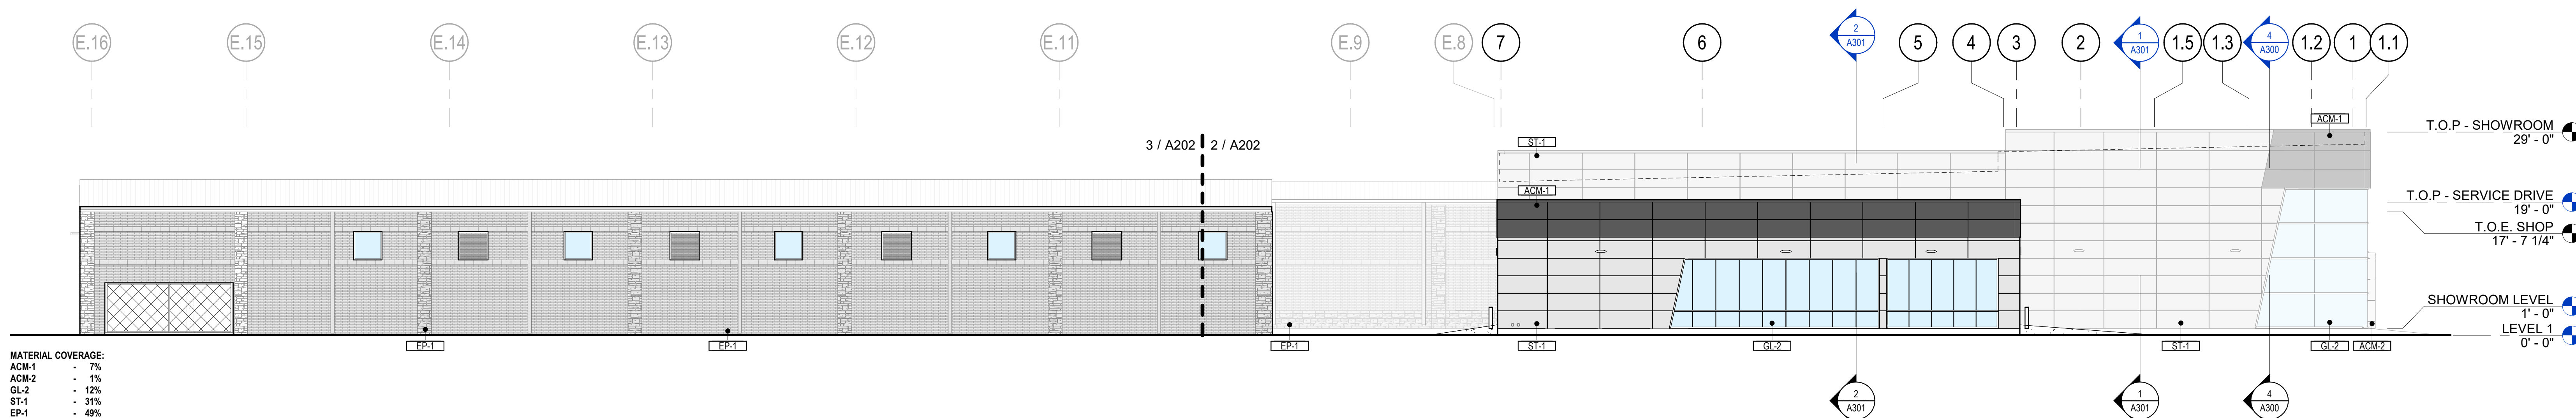 E.16 E.15 E.14 E.13 E.12 E.11 E.9 E.8 7 6 2 5 4 3 2 1 1.5 1.3 4 1.2 1 1.1
A301 A301 A300
ACM-1
T.O.P - SHOWROOM
29' - 0"
3 / A202 2 / A202
ST-1
ACM-1
T.O.P - SERVICE DRIVE
19' - 0"
T.O.E. SHOP
17' - 7 1/4"
SHOWROOM LEVEL
1' - 0"
LEVEL 1
0' - 0"
EP-1 EP-1 EP-1 ST-1 GL-2 ST-1 GL-2 ACM-2
MATERIAL COVERAGE:
ACM-1 - 7%
ACM-2 - 1%
GL-2 - 12%
ST-1 - 31%
EP-1 - 49%
2 1 4
A301 A301 A300